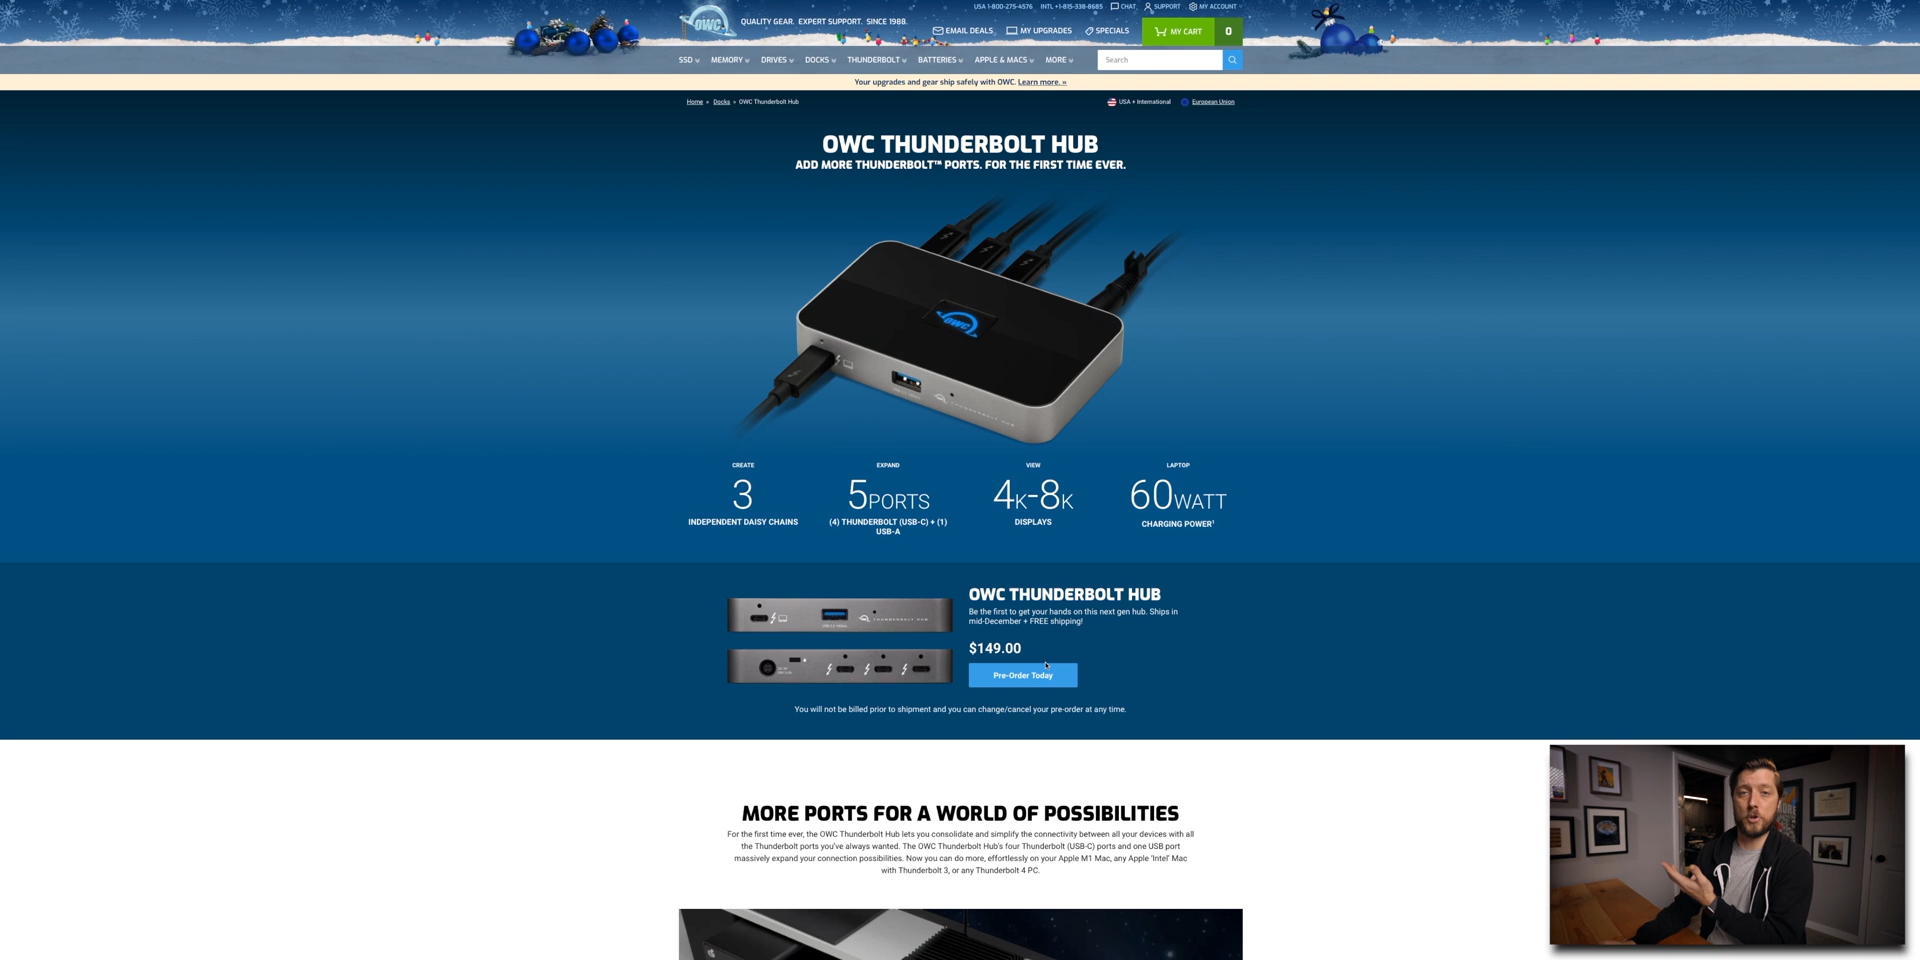 USA 1-800-275-4576 INTL +1-815-338-8685 CHAT SUPPORT MY ACCOUNT
OWC
QUALITY GEAR. EXPERT SUPPORT. SINCE 1988.
EMAIL DEALS MY UPGRADES SPECIALS MY CART 0
SSD MEMORY DRIVES DOCKS THUNDERBOLT BATTERIES APPLE & MACS MORE Search
Your upgrades and gear ship safely with OWC. Learn more. »
Home » Docks » OWC Thunderbolt Hub
USA + International European Union
OWC THUNDERBOLT HUB
ADD MORE THUNDERBOLT™ PORTS. FOR THE FIRST TIME EVER.
OWC
THUNDERBOLT HUB
CREATE
3
INDEPENDENT DAISY CHAINS
EXPAND
5PORTS
(4) THUNDERBOLT (USB-C) + (1)
USB-A
VIEW
4K-8K
DISPLAYS
LAPTOP
60WATT
CHARGING POWER¹
THUNDERBOLT HUB
OWC THUNDERBOLT HUB
Be the first to get your hands on this next gen hub. Ships in
mid-December + FREE shipping!
$149.00
Pre-Order Today
You will not be billed prior to shipment and you can change/cancel your pre-order at any time.
MORE PORTS FOR A WORLD OF POSSIBILITIES
For the first time ever, the OWC Thunderbolt Hub lets you consolidate and simplify the connectivity between all your devices with all
the Thunderbolt ports you've always wanted. The OWC Thunderbolt Hub's four Thunderbolt (USB-C) ports and one USB port
massively expand your connection possibilities. Now you can do more, effortlessly on your Apple M1 Mac, any Apple 'Intel' Mac
with Thunderbolt 3, or any Thunderbolt 4 PC.